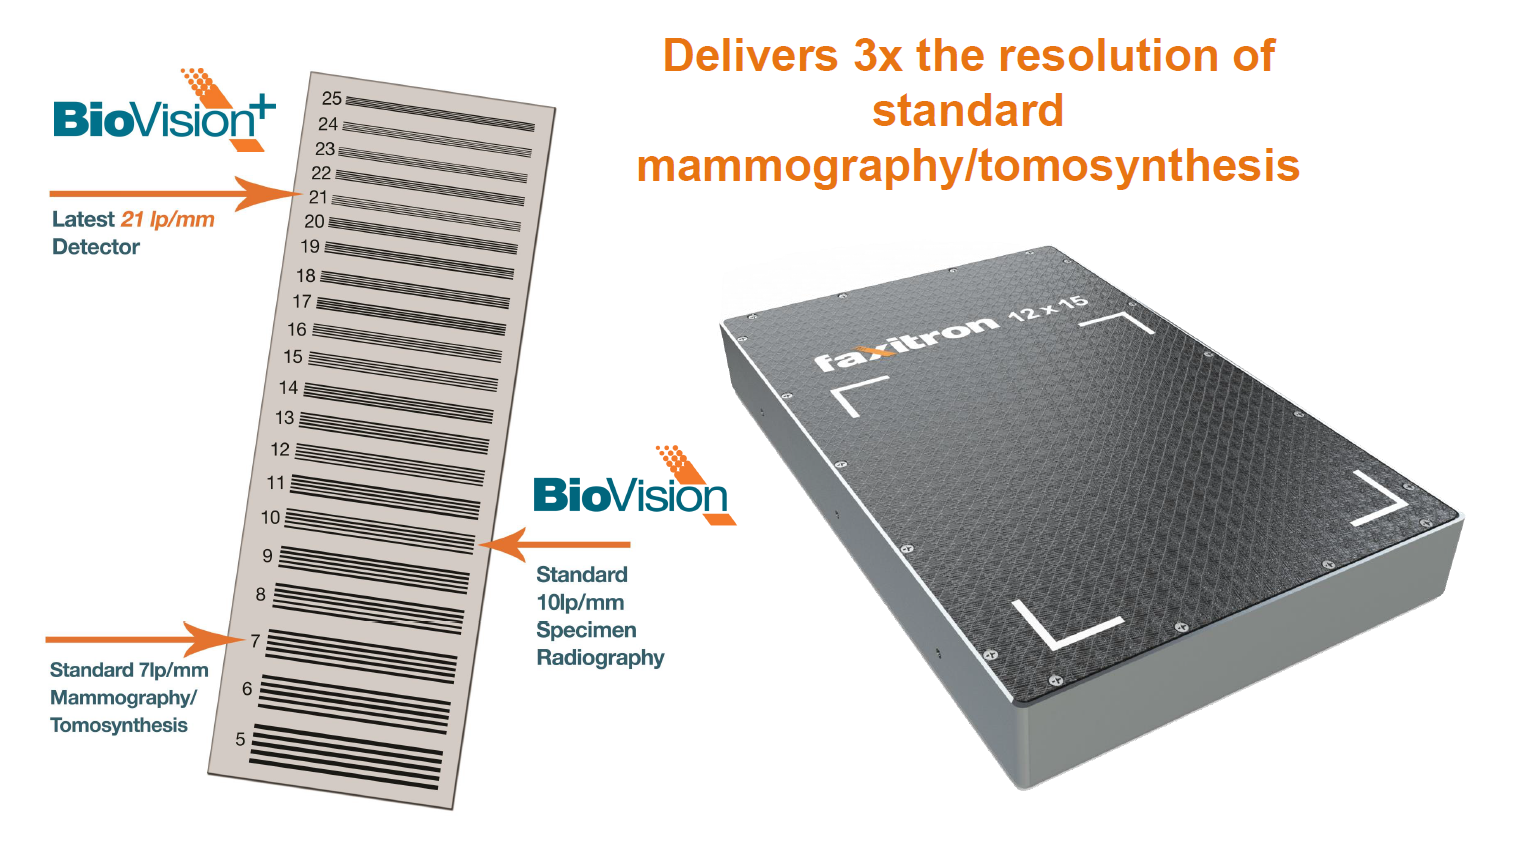 Delivers 3x the resolution of
standard
mammography/tomosynthesis
BioVision+
Latest 21 lp/mm
Detector
25
24
23
22
21
20
19
18
17
16
15
14
13
12
11
10
9
8
7
6
5
BioVision
Standard
10lp/mm
Specimen
Radiography
Standard 7lp/mm
Mammography/
Tomosynthesis
faxitron 12 x 15